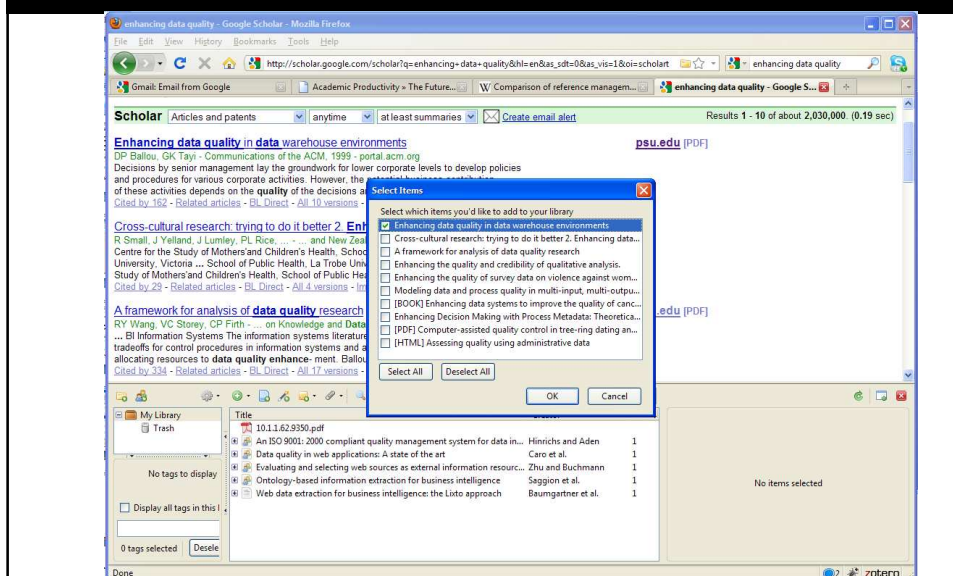 enhancing data quality - Google Scholar - Mozilla Firefox
File Edit View History Bookmarks Tools Help
http://scholar.google.com/scholar?q=enhancing+data+quality&hl=en&as_sdt=0&as_vis=1&oi=scholart enhancing data quality
Gmail: Email from Google Academic Productivity » The Future... Comparison of reference managem... enhancing data quality - Google S...
Scholar Articles and patents anytime at least summaries Create email alert Results 1 - 10 of about 2,030,000. (0.19 sec)
Enhancing data quality in data warehouse environments psu.edu [PDF]
DP Ballou, GK Tayi - Communications of the ACM, 1999 - portal.acm.org
Decisions by senior management lay the groundwork for lower corporate levels to develop policies
and procedures for various corporate activities. However, the
of these activities depends on the quality of the decisions a
Cited by 162 - Related articles - BL Direct - All 10 versions -
Cross-cultural research: trying to do it better 2. Enh
R Small, J Yelland, J Lumley, PL Rice, ... - ... and New Zeal
Centre for the Study of Mothers'and Children's Health, Schoo
University, Victoria ... School of Public Health, La Trobe Univ
Study of Mothers'and Children's Health, School of Public Hea
Cited by 29 - Related articles - BL Direct - All 4 versions - Im
A framework for analysis of data quality research .edu [PDF]
RY Wang, VC Storey, CP Firth - ... on Knowledge and Data
... BI Information Systems The information systems literature
tradeoffs for control procedures in information systems and a
allocating resources to data quality enhance- ment. Ballou
Cited by 334 - Related articles - BL Direct - All 17 versions -
Select Items
Select which items you'd like to add to your library
Enhancing data quality in data warehouse environments
Cross-cultural research: trying to do it better 2. Enhancing data...
A framework for analysis of data quality research
Enhancing the quality and credibility of qualitative analysis.
Enhancing the quality of survey data on violence against wom...
Modeling data and process quality in multi-input, multi-outpu...
[BOOK] Enhancing data systems to improve the quality of canc...
Enhancing Decision Making with Process Metadata: Theoretica...
[PDF] Computer-assisted quality control in tree-ring dating an...
[HTML] Assessing quality using administrative data
Select All Deselect All
OK Cancel
My Library
Trash
No tags to display
Display all tags in this l
0 tags selected Desele
Title
10.1.1.62.9350.pdf
An ISO 9001: 2000 compliant quality management system for data in... Hinrichs and Aden 1
Data quality in web applications: A state of the art Caro et al. 1
Evaluating and selecting web sources as external information resourc... Zhu and Buchmann 1
Ontology-based information extraction for business intelligence Saggion et al. 1
Web data extraction for business intelligence: the Lixto approach Baumgartner et al. 1
No items selected
Done 2 zotero